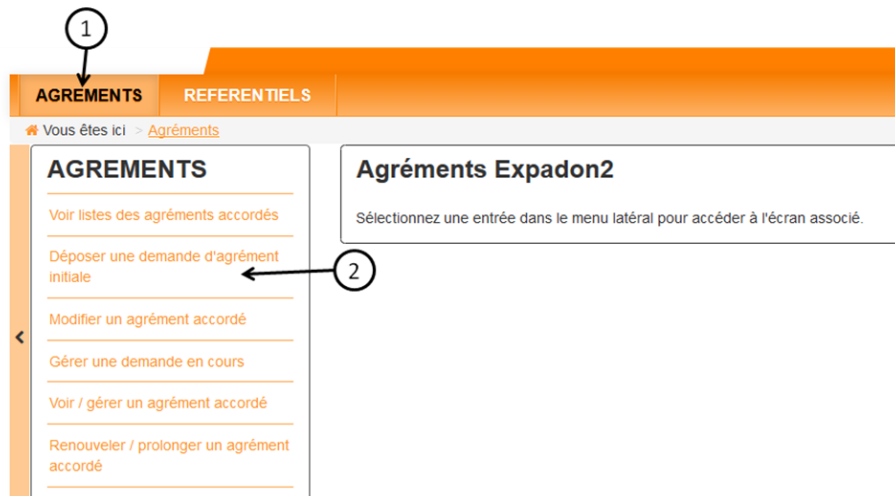 1
AGREMENTS REFERENTIELS
Vous êtes ici > Agréments
AGREMENTS
Voir listes des agréments accordés
Déposer une demande d'agrément
initiale
2
Modifier un agrément accordé
Gérer une demande en cours
Voir / gérer un agrément accordé
Renouveler / prolonger un agrément
accordé
Agréments Expadon2
Sélectionnez une entrée dans le menu latéral pour accéder à l'écran associé.